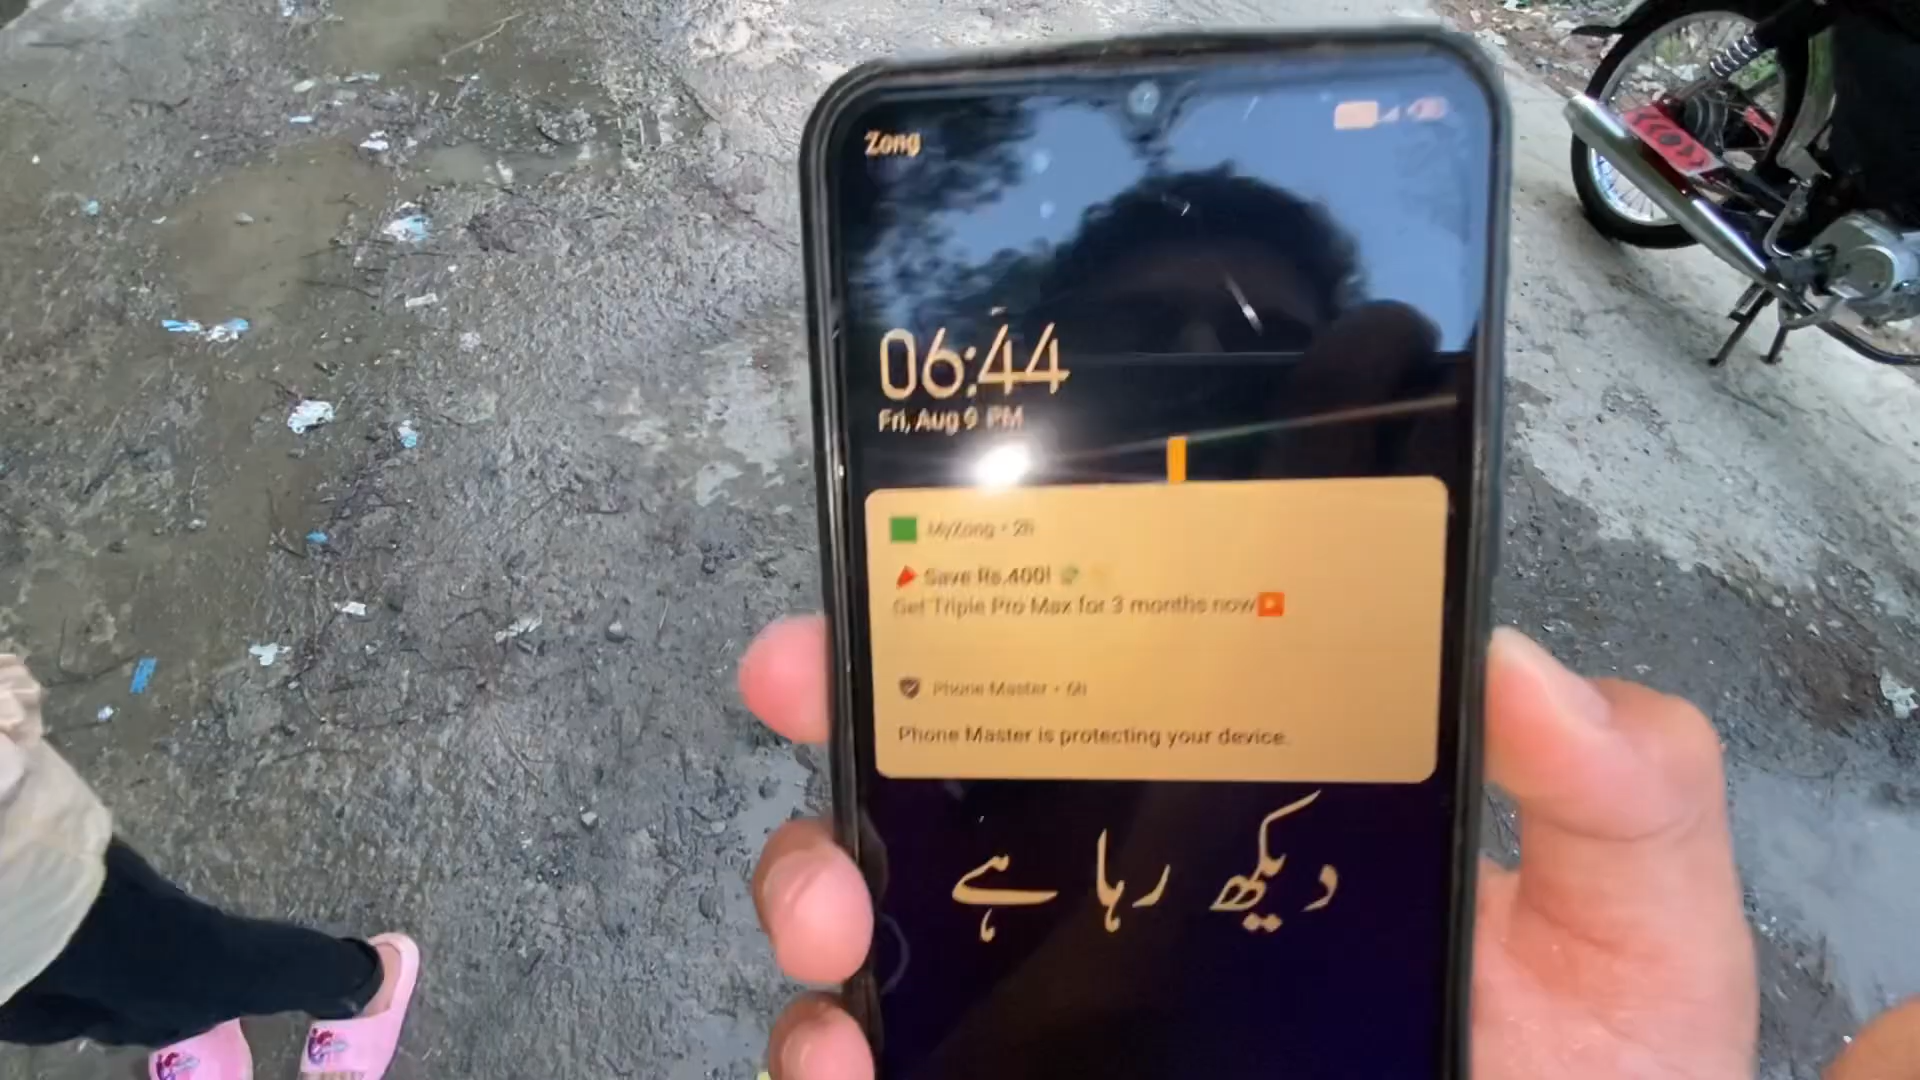 Zong
06:44
Fri, Aug 9 PM
MyZong • 2h
Save Rs.400!
Get Triple Pro Max for 3 months now
Phone Master • 6h
Phone Master is protecting your device.
دیکھ رہا ہے